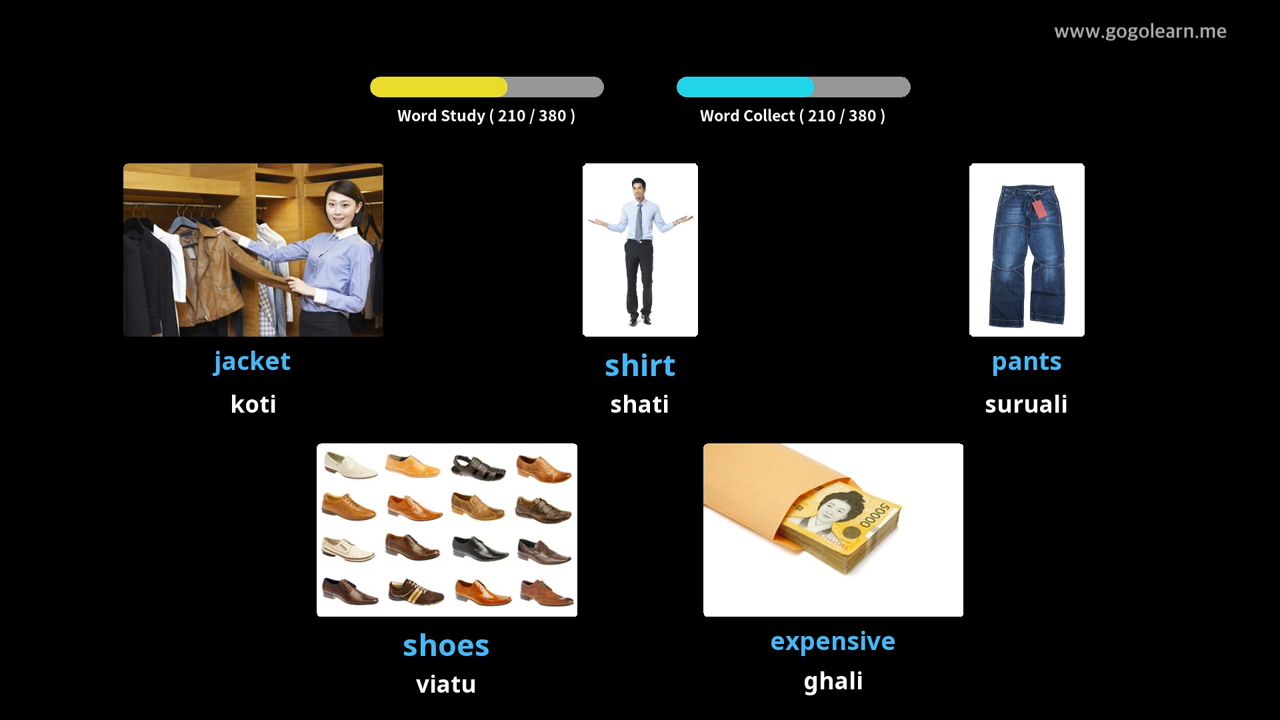 www.gogolearn.me
Word Study ( 210 / 380 )
Word Collect ( 210 / 380 )
jacket
koti
shirt
shati
pants
suruali
50000
shoes
viatu
expensive
ghali